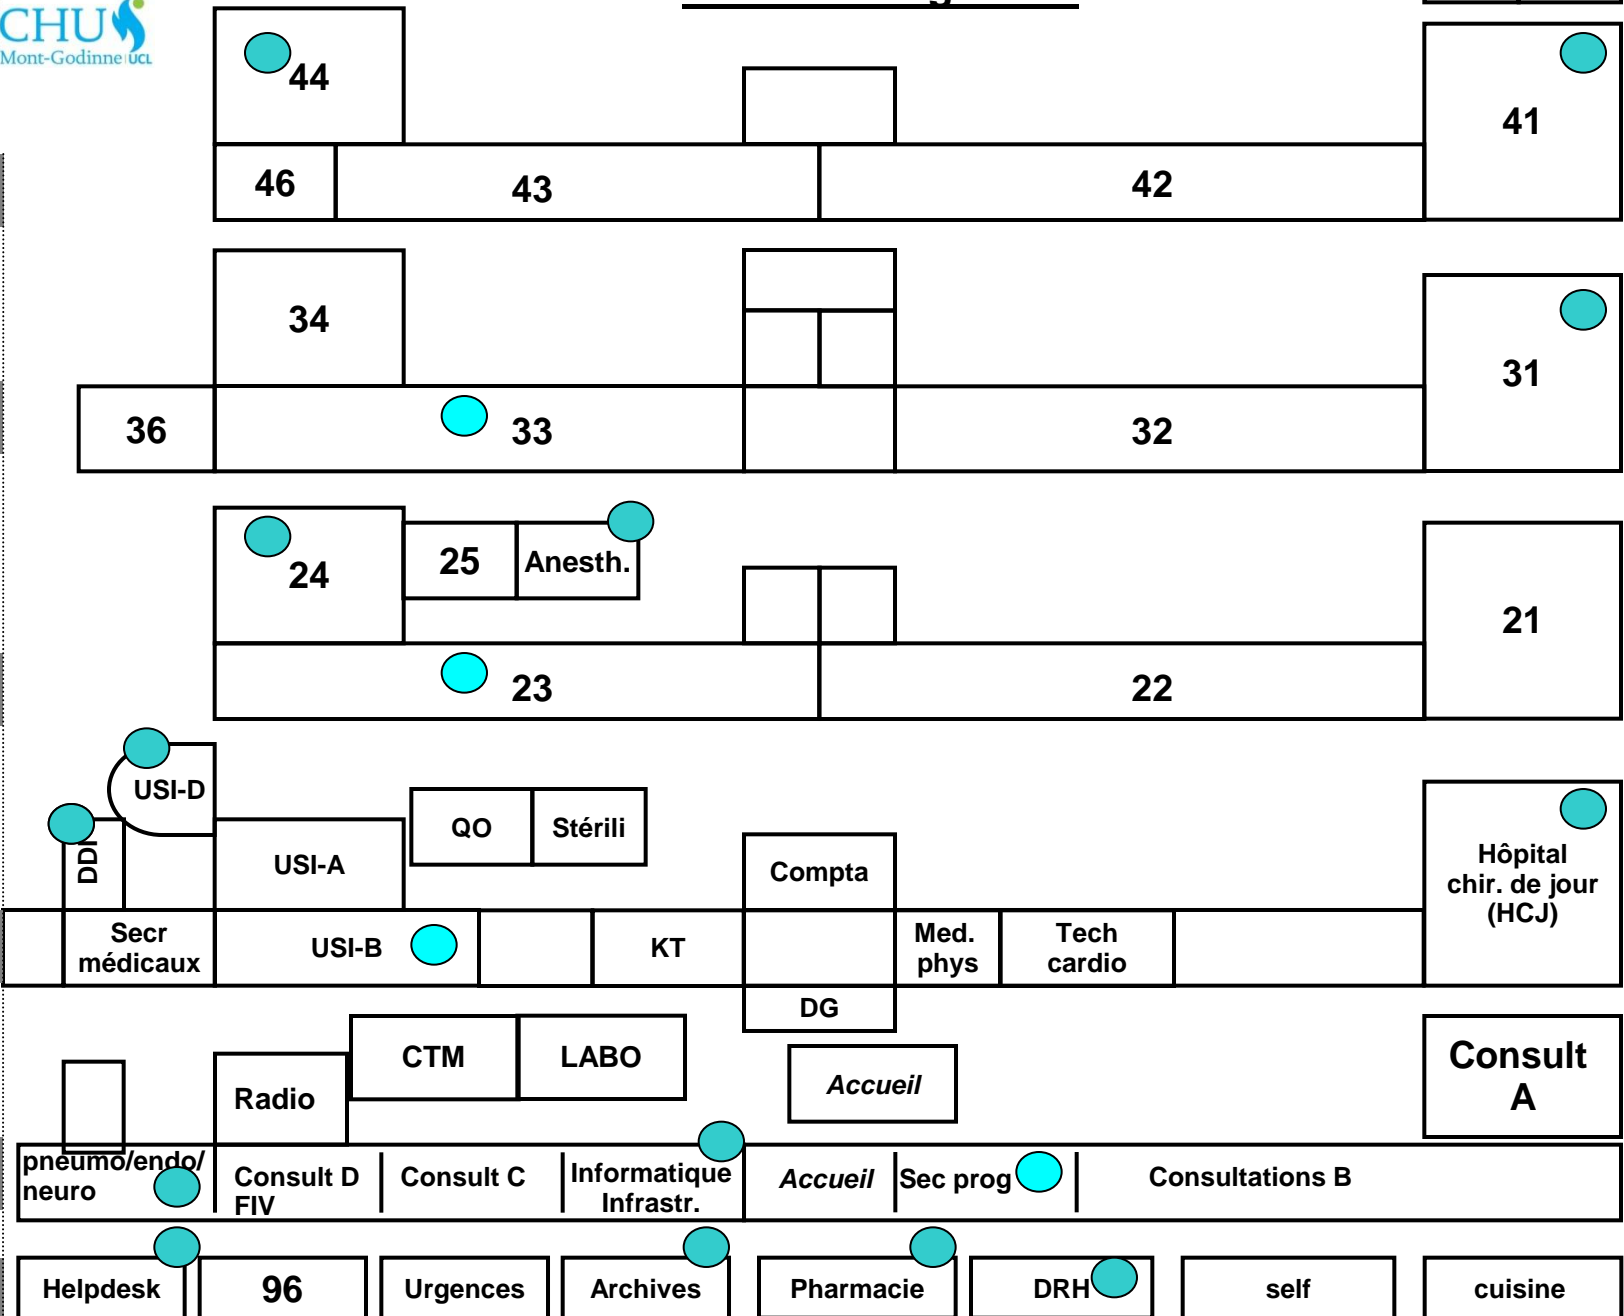 CHU
Mont-Godinne UCL
44
41
46
43
42
34
31
36
33
32
24
25
Anesth.
21
23
22
USI-D
DDI
USI-A
QO
Stérili
Compta
Hôpital
chir. de jour
(HCJ)
Secr
médicaux
USI-B
KT
Med.
phys
Tech
cardio
DG
CTM
LABO
Radio
Accueil
Consult
A
pneumo/endo/
neuro
Consult D
FIV
Consult C
Informatique
Infrastr.
Accueil
Sec prog
Consultations B
Helpdesk
96
Urgences
Archives
Pharmacie
DRH
self
cuisine